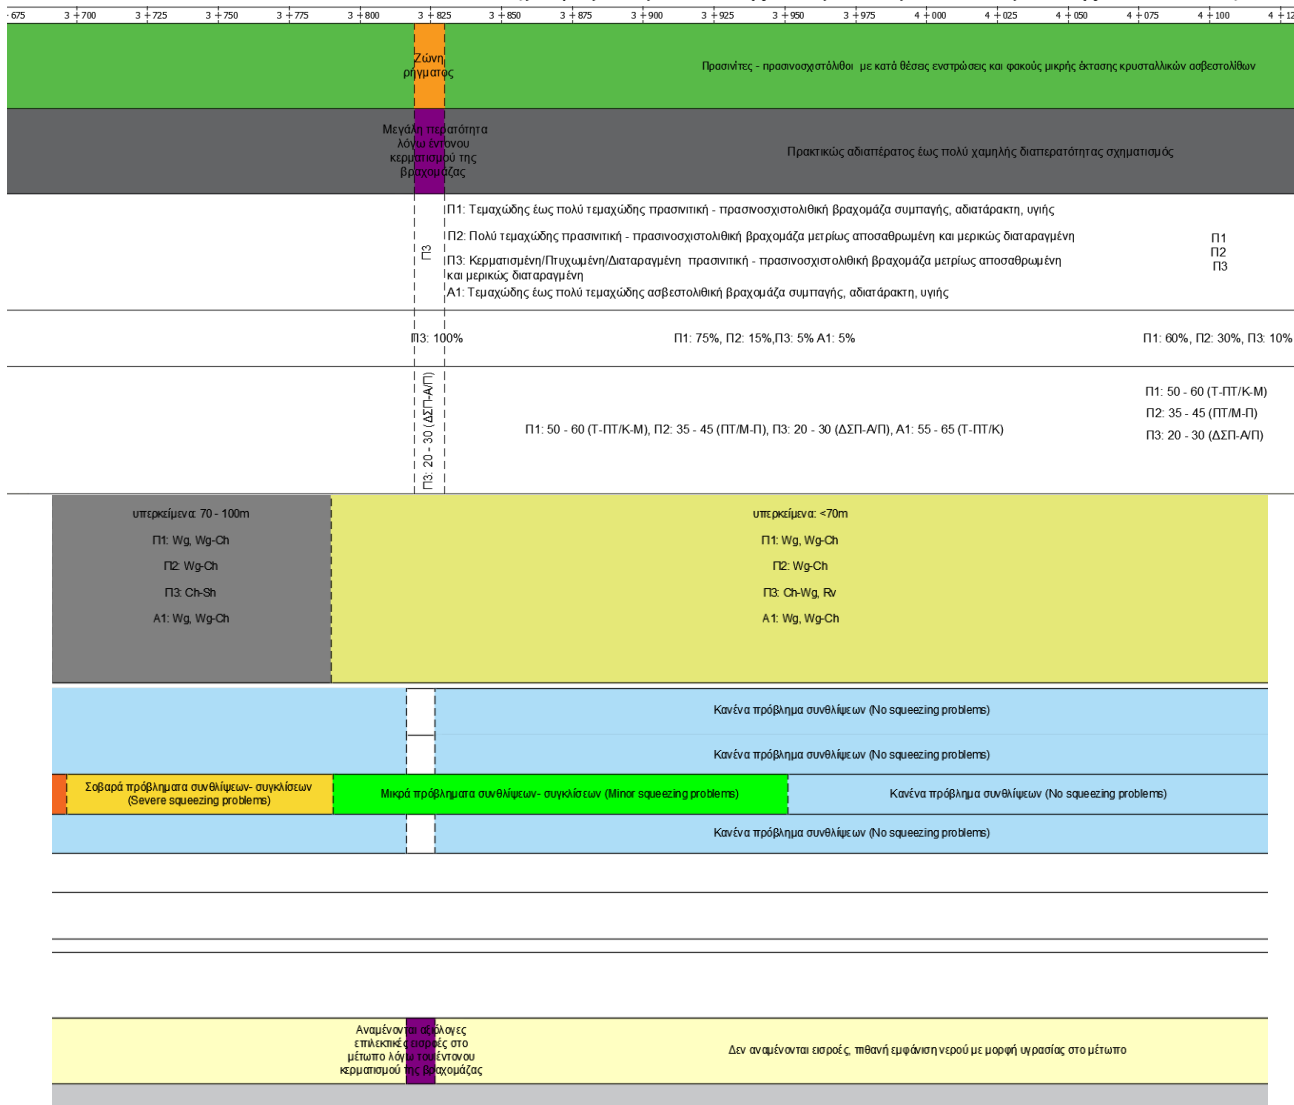 675 3 + 700 3 + 725 3 + 750 3 + 775 3 + 800 3 + 825 3 + 850 3 + 875 3 + 900 3 + 925 3 + 950 3 + 975 4 + 000 4 + 025 4 + 050 4 + 075 4 + 100 4 + 12
Ζώνη
ρήγματος
Πρασινίτες - πρασινοσχιστόλιθοι με κατά θέσεις ενστρώσεις και φακούς μικρής έκτασης κρυσταλλικών ασβεστολίθων
Μεγάλη περατότητα
λόγω έντονου
κερματισμού της
βραχομάζας
Πρακτικώς αδιαπέρατος έως πολύ χαμηλής διαπερατότητας σχηματισμός
Π3
Π1: Τεμαχώδης έως πολύ τεμαχώδης πρασινιτική - πρασινοσχιστολιθική βραχομάζα συμπαγής, αδιατάρακτη, υγιής
Π2: Πολύ τεμαχώδης πρασινιτική - πρασινοσχιστολιθική βραχομάζα μετρίως αποσαθρωμένη και μερικώς διαταραγμένη
Π3: Κερματισμένη/Πτυχωμένη/Διαταραγμένη πρασινιτική - πρασινοσχιστολιθική βραχομάζα μετρίως αποσαθρωμένη
και μερικώς διαταραγμένη
Α1: Τεμαχώδης έως πολύ τεμαχώδης ασβεστολιθική βραχομάζα συμπαγής, αδιατάρακτη, υγιής
Π1
Π2
Π3
Π3: 100%
Π1: 75%, Π2: 15%,Π3: 5% Α1: 5%
Π1: 60%, Π2: 30%, Π3: 10%
Π3: 20 - 30 (ΔΣΠ-Α/Π)
Π1: 50 - 60 (Τ-ΠΤ/Κ-Μ), Π2: 35 - 45 (ΠΤ/Μ-Π), Π3: 20 - 30 (ΔΣΠ-Α/Π), Α1: 55 - 65 (Τ-ΠΤ/Κ)
Π1: 50 - 60 (Τ-ΠΤ/Κ-Μ)
Π2: 35 - 45 (ΠΤ/Μ-Π)
Π3: 20 - 30 (ΔΣΠ-Α/Π)
υπερκείμενα: 70 - 100m
Π1: Wg, Wg-Ch
Π2: Wg-Ch
Π3: Ch-Sh
Α1: Wg, Wg-Ch
υπερκείμενα: <70m
Π1: Wg, Wg-Ch
Π2: Wg-Ch
Π3: Ch-Wg, Rv
Α1: Wg, Wg-Ch
Κανένα πρόβλημα συνθλίψεων (No squeezing problems)
Κανένα πρόβλημα συνθλίψεων (No squeezing problems)
Σοβαρά πρόβληματα συνθλίψεων- συγκλίσεων
(Severe squeezing problems)
Μικρά πρόβληματα συνθλίψεων- συγκλίσεων (Minor squeezing problems)
Κανένα πρόβλημα συνθλίψεων (No squeezing problems)
Κανένα πρόβλημα συνθλίψεων (No squeezing problems)
Αναμένονται αξιόλογες
επιλεκτικές εισροές στο
μέτωπο λόγω του έντονου
κερματισμού της βραχομάζας
Δεν αναμένονται εισροές, πιθανή εμφάνιση νερού με μορφή υγρασίας στο μέτωπο